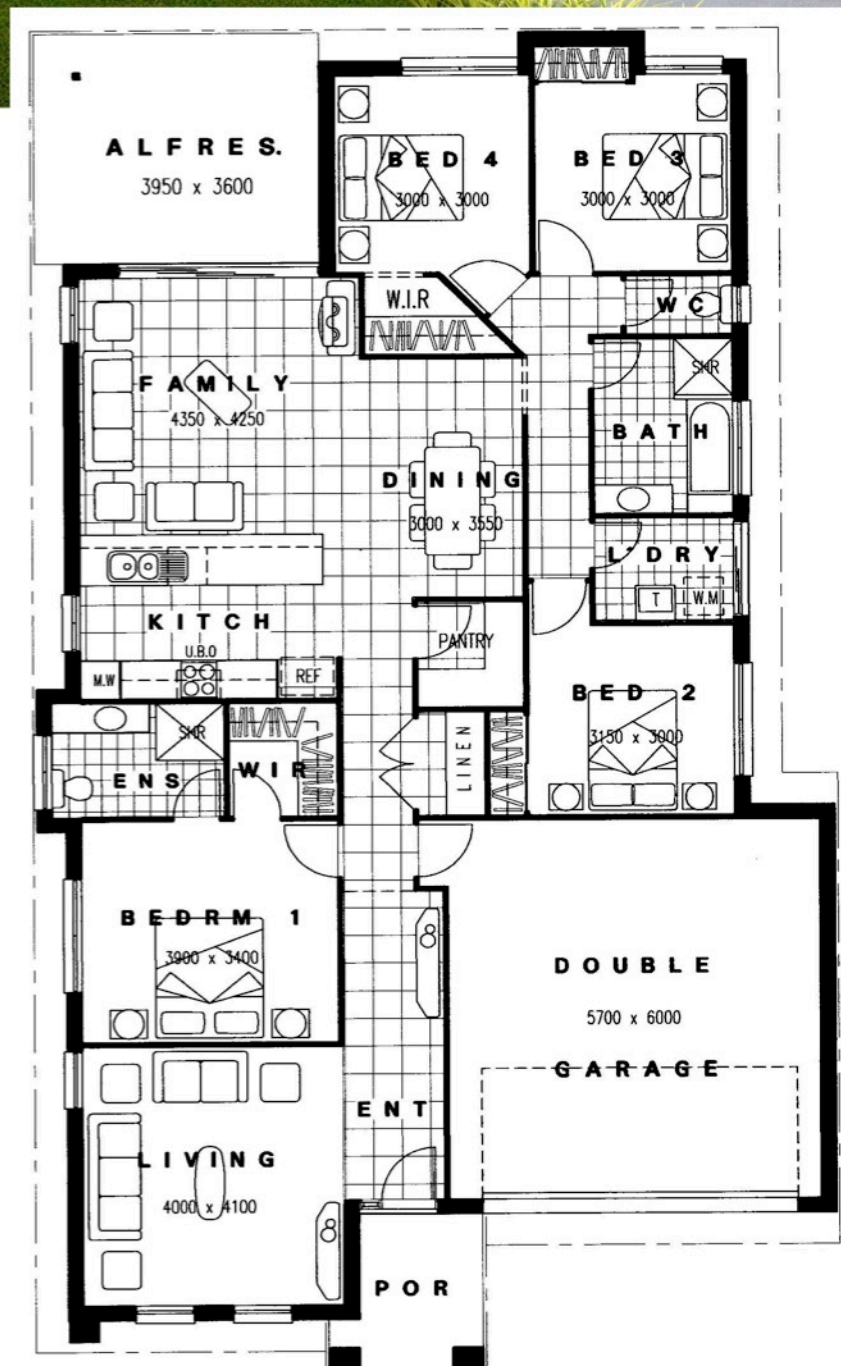 ALFRES.
3950 x 3600
BED 4
3000 x 3000
BED 3
3000 x 3000
W.I.R
WC
SHR
FAMILY
4350 x 4250
BATH
DINING
3000 x 3550
L'DRY
T
W.M
KITCH
U.B.O
M.W
REF
PANTRY
BED 2
3150 x 3000
SHR
ENS
WIR
LINEN
BEDRM 1
3900 x 3400
DOUBLE
5700 x 6000
GARAGE
ENT
LIVING
4000 x 4100
POR